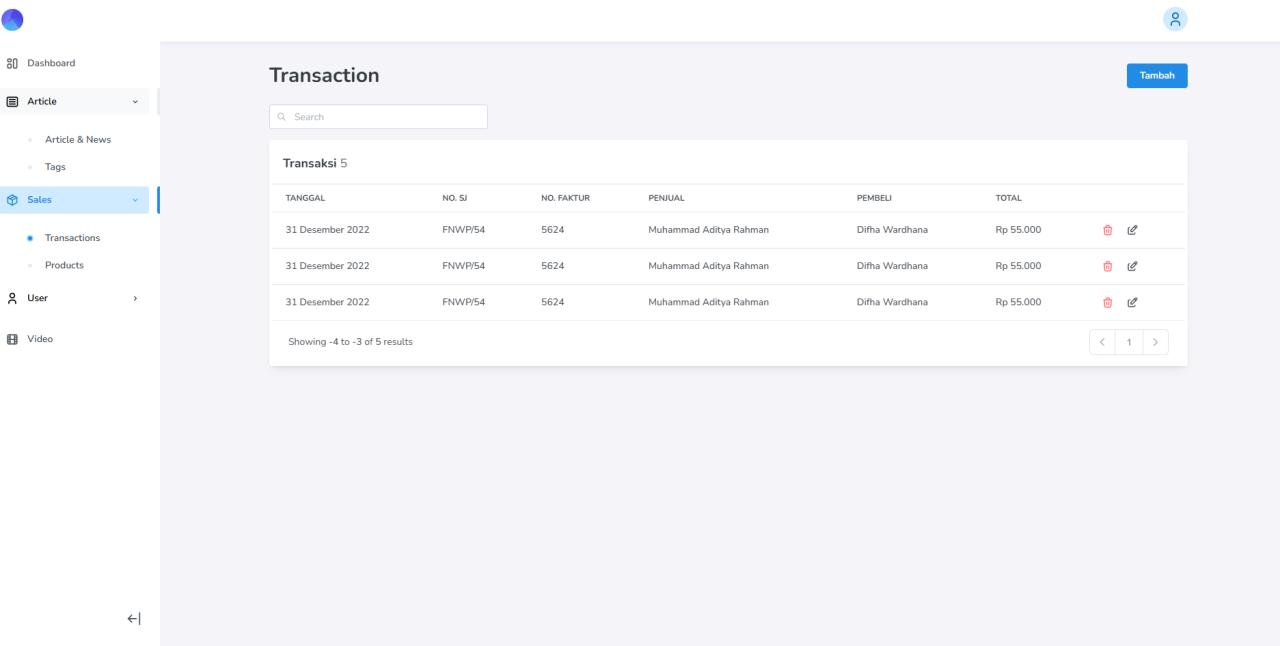 Dashboard
Article
Article & News
Tags
Sales
Transactions
Products
User
Video
Transaction
Tambah
Search
Transaksi 5
TANGGAL NO. SJ NO. FAKTUR PENJUAL PEMBELI TOTAL
31 Desember 2022 FNWP/54 5624 Muhammad Aditya Rahman Difha Wardhana Rp 55.000
31 Desember 2022 FNWP/54 5624 Muhammad Aditya Rahman Difha Wardhana Rp 55.000
31 Desember 2022 FNWP/54 5624 Muhammad Aditya Rahman Difha Wardhana Rp 55.000
Showing -4 to -3 of 5 results
1